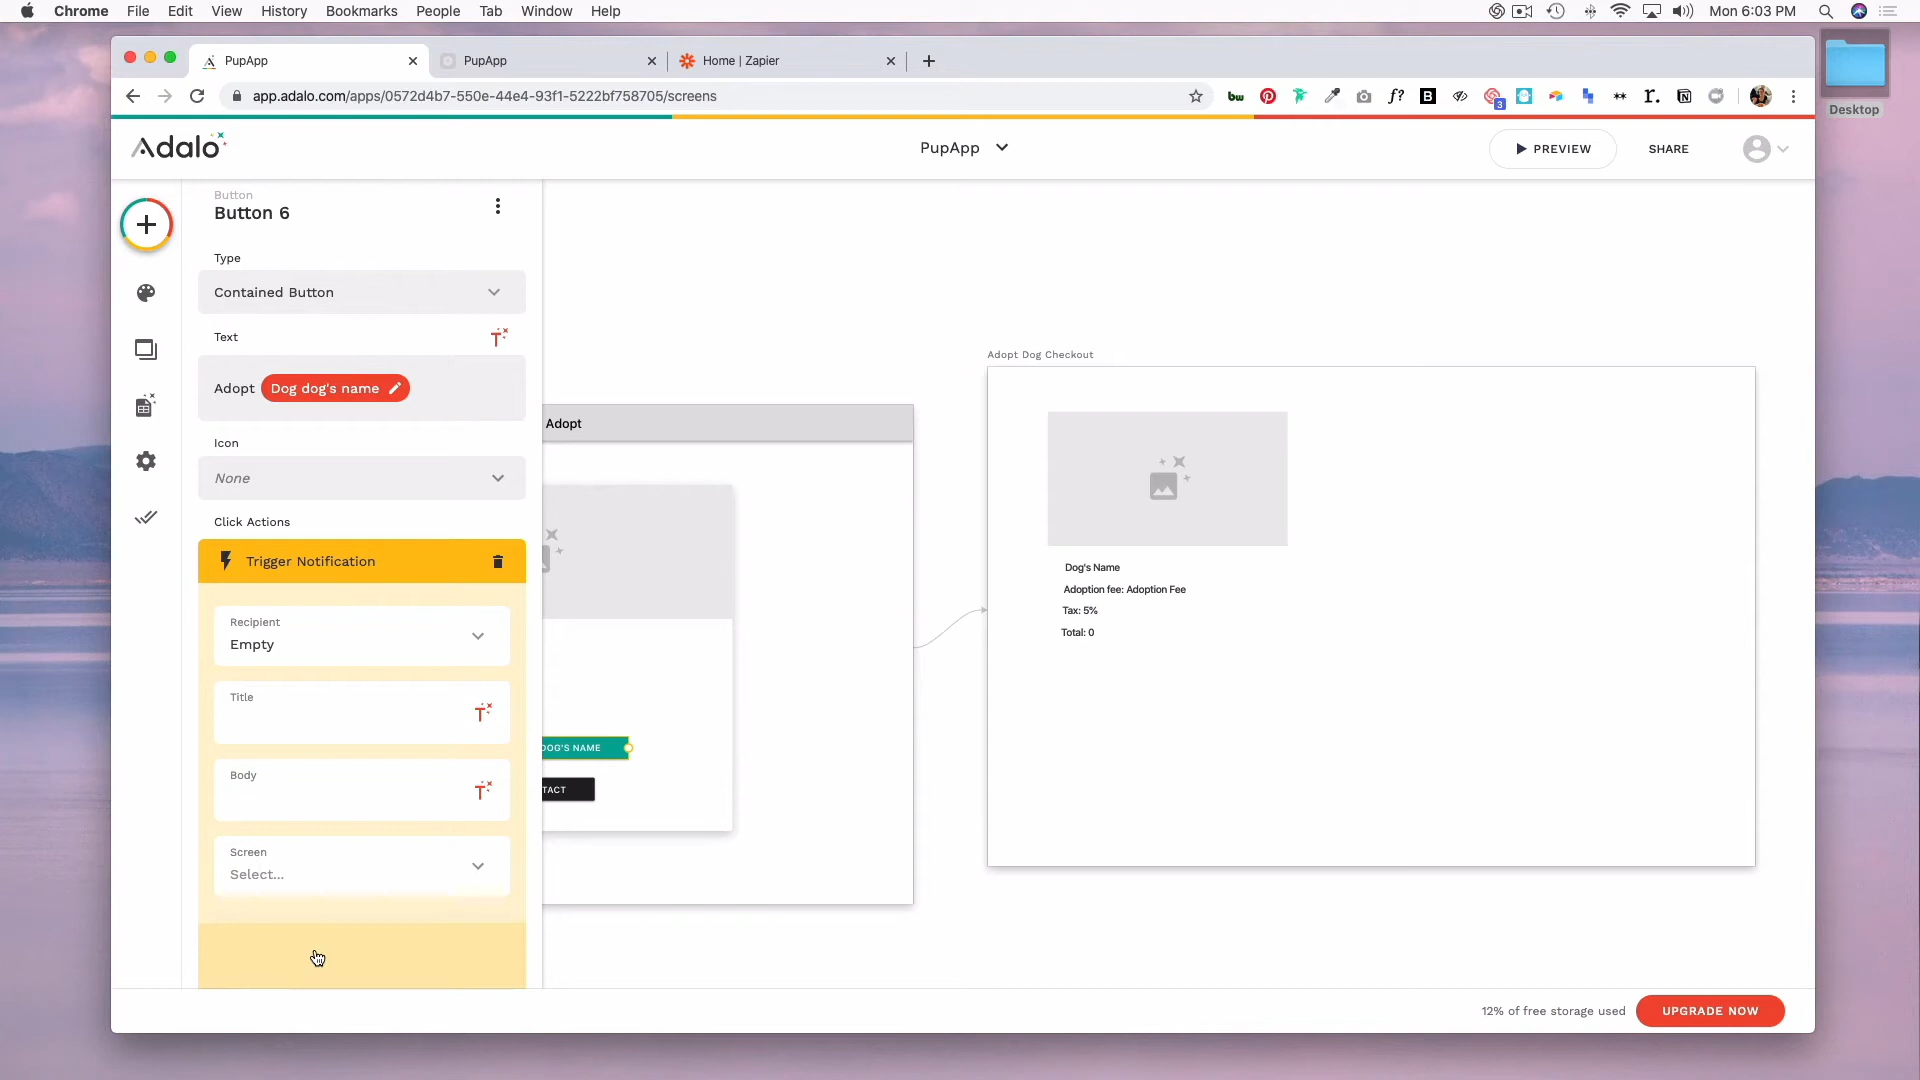 Chrome File Edit View History Bookmarks People Tab Window Help
Mon 6:03 PM
PupApp
PupApp
Home | Zapier
app.adalo.com/apps/0572d4b7-550e-44e4-93f1-5222bf758705/screens
bw
f?
B
3
r.
Desktop
Adalo
PupApp
PREVIEW
SHARE
Button
Button 6
Type
Contained Button
Text
Adopt Dog dog's name
Icon
None
Click Actions
Trigger Notification
Recipient
Empty
Title
Body
Screen
Select...
Adopt
DOG'S NAME
TACT
Adopt Dog Checkout
Dog's Name
Adoption fee: Adoption Fee
Tax: 5%
Total: 0
12% of free storage used
UPGRADE NOW